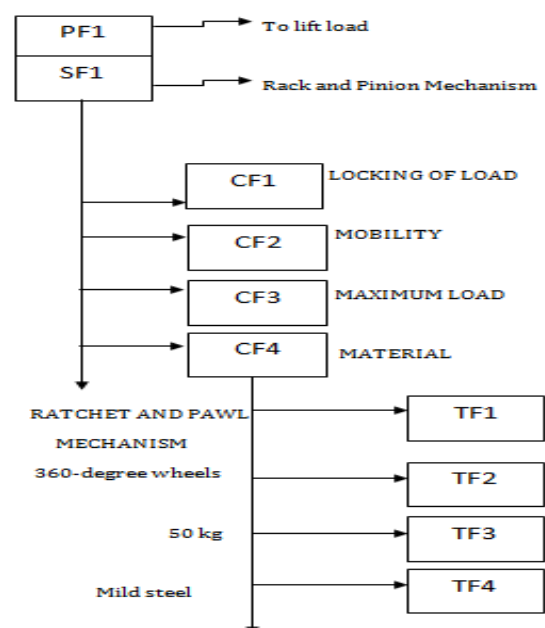 PF1
To lift load
SF1
Rack and Pinion Mechanism
CF1
LOCKING OF LOAD
CF2
MOBILITY
CF3
MAXIMUM LOAD
CF4
MATERIAL
RATCHET AND PAWL
MECHANISM
TF1
360-degree wheels
TF2
50 kg
TF3
Mild steel
TF4